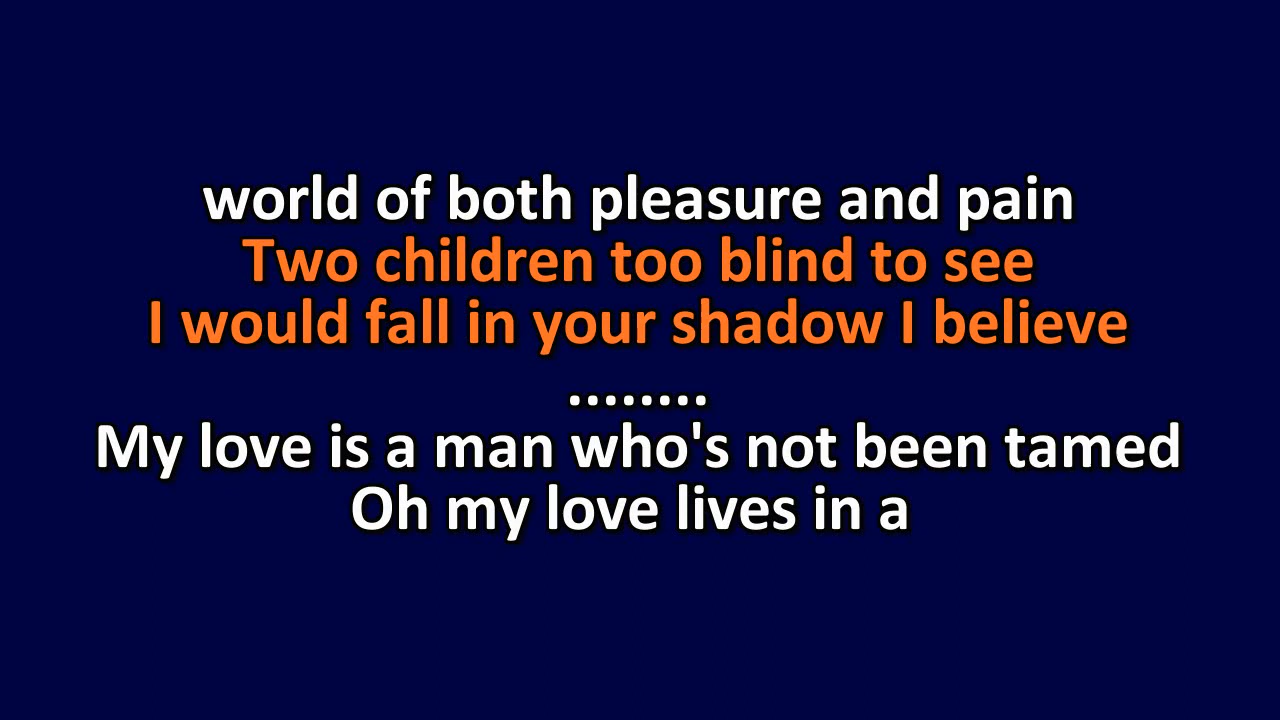 world of both pleasure and pain
Two children too blind to see
I would fall in your shadow I believe
........
My love is a man who's not been tamed
Oh my love lives in a